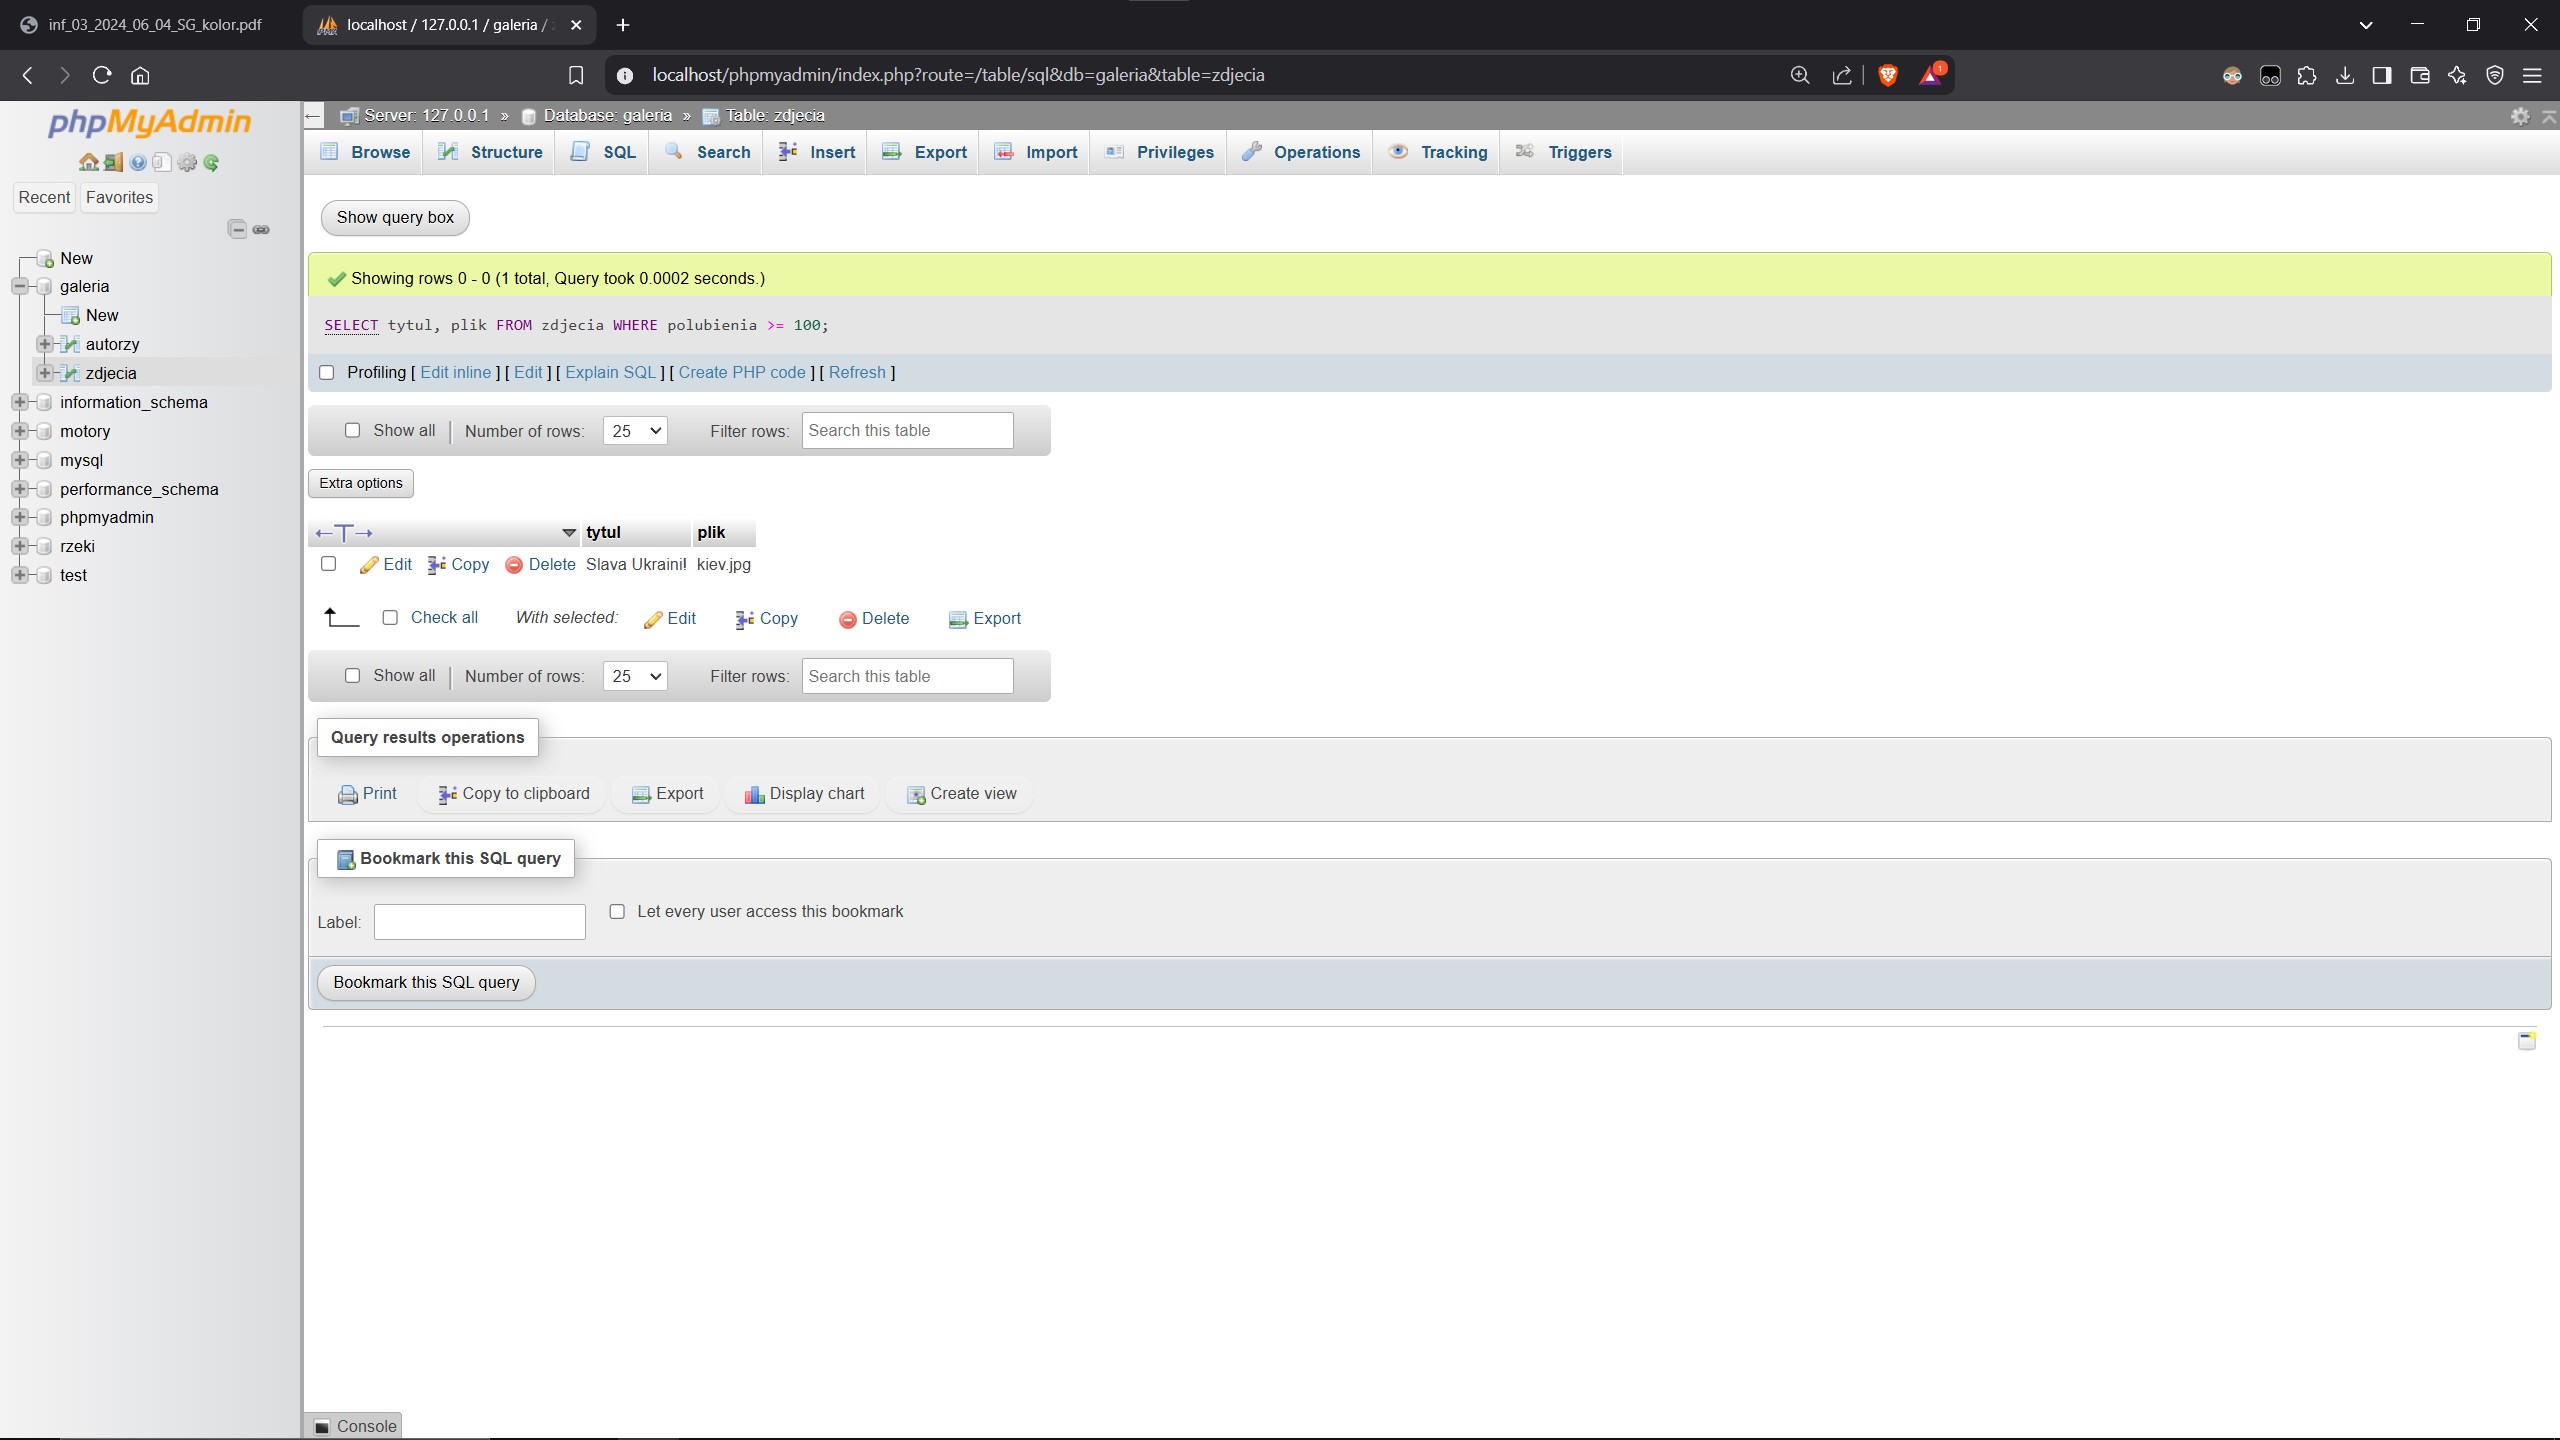 inf_03_2024_06_04_SG_kolor.pdf
localhost / 127.0.0.1 / galeria /
localhost/phpmyadmin/index.php?route=/table/sql&db=galeria&table=zdjecia
1
phpMyAdmin
Recent Favorites
New
galeria
New
autorzy
zdjecia
information_schema
motory
mysql
performance_schema
phpmyadmin
rzeki
test
Server: 127.0.0.1 » Database: galeria » Table: zdjecia
Browse Structure SQL Search Insert Export Import Privileges Operations Tracking Triggers
Show query box
Showing rows 0 - 0 (1 total, Query took 0.0002 seconds.)
SELECT tytul, plik FROM zdjecia WHERE polubienia >= 100;
Profiling [ Edit inline ] [ Edit ] [ Explain SQL ] [ Create PHP code ] [ Refresh ]
Show all | Number of rows: 25 Filter rows: Search this table
Extra options
←T→ tytul plik
Edit Copy Delete Slava Ukraini! kiev.jpg
Check all With selected: Edit Copy Delete Export
Show all | Number of rows: 25 Filter rows: Search this table
Query results operations
Print Copy to clipboard Export Display chart Create view
Bookmark this SQL query
Label: Let every user access this bookmark
Bookmark this SQL query
Console